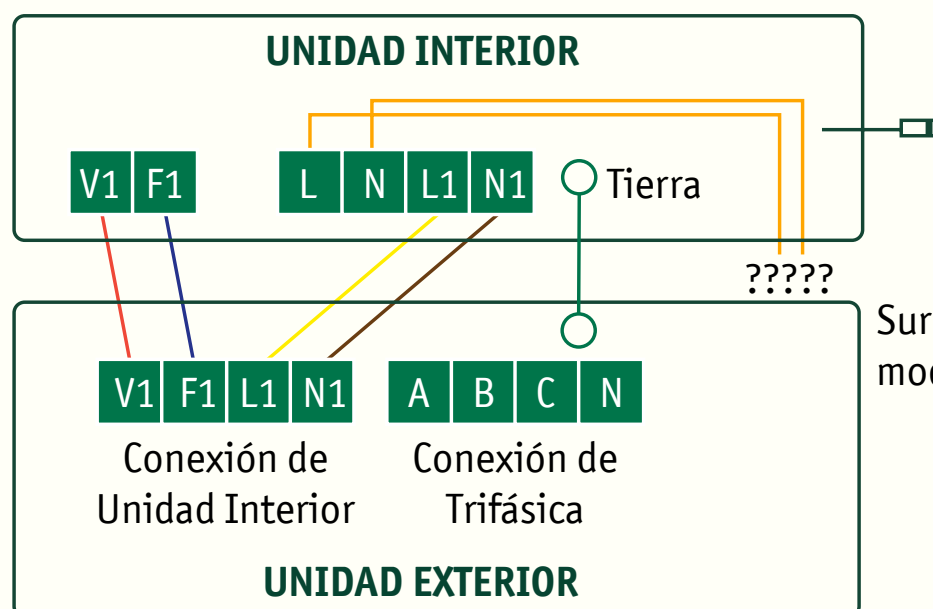 UNIDAD INTERIOR
V1 F1 L N L1 N1 Tierra
?????
Sur
mod
V1 F1 L1 N1 A B C N
Conexión de
Unidad Interior
Conexión de
Trifásica
UNIDAD EXTERIOR